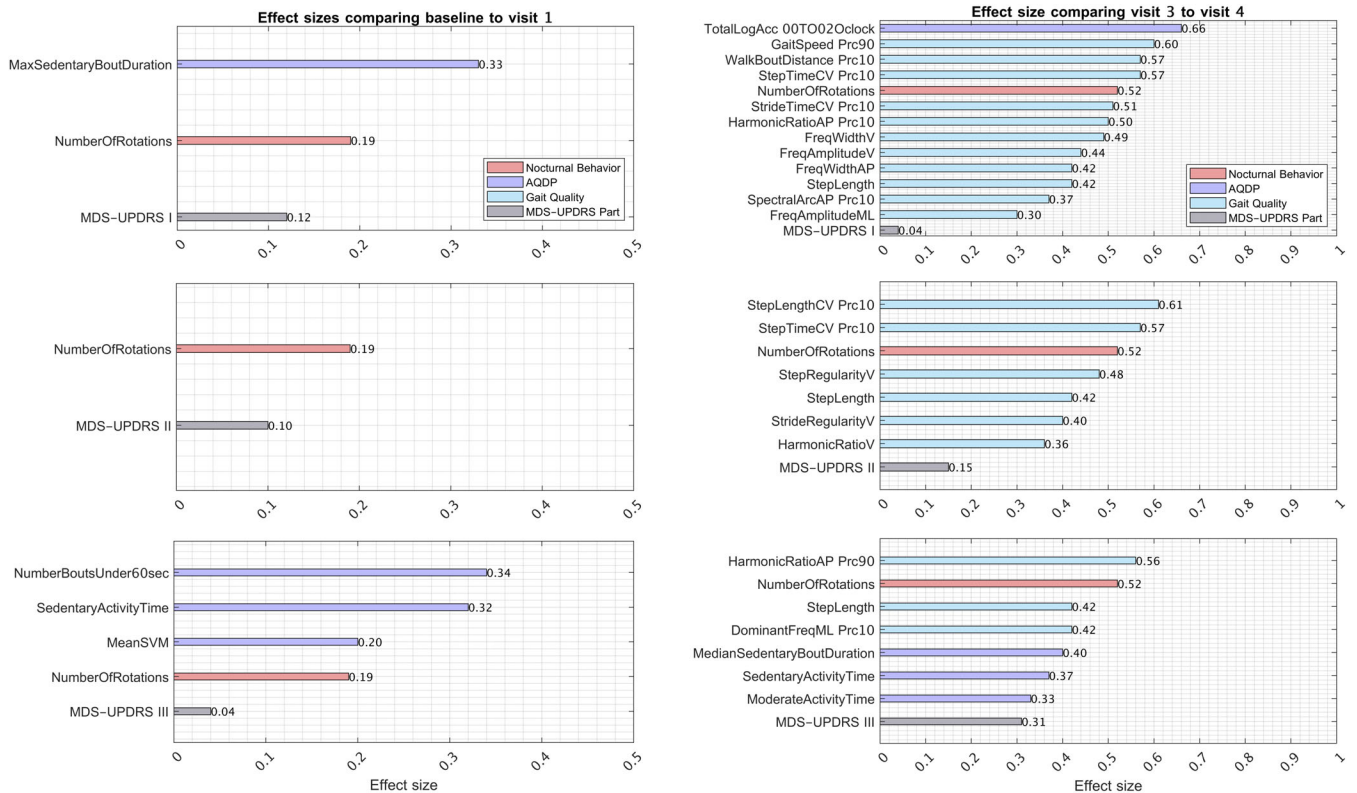 Effect sizes comparing baseline to visit 1
MaxSedentaryBoutDuration
0.33
NumberOfRotations
0.19
MDS-UPDRS I
0.12
Nocturnal Behavior
AQDP
Gait Quality
MDS-UPDRS Part
0 0.1 0.2 0.3 0.4 0.5
NumberOfRotations
0.19
MDS-UPDRS II
0.10
0 0.1 0.2 0.3 0.4 0.5
NumberBoutsUnder60sec
0.34
SedentaryActivityTime
0.32
MeanSVM
0.20
NumberOfRotations
0.19
MDS-UPDRS III
0.04
0 0.1 0.2 0.3 0.4 0.5
Effect size
Effect size comparing visit 3 to visit 4
TotalLogAcc 00TO02Oclock
0.66
GaitSpeed Prc90
0.60
WalkBoutDistance Prc10
0.57
StepTimeCV Prc10
0.57
NumberOfRotations
0.52
StrideTimeCV Prc10
0.51
HarmonicRatioAP Prc10
0.50
FreqWidthV
0.49
FreqAmplitudeV
0.44
FreqWidthAP
0.42
StepLength
0.42
SpectralArcAP Prc10
0.37
FreqAmplitudeML
0.30
MDS-UPDRS I
0.04
Nocturnal Behavior
AQDP
Gait Quality
MDS-UPDRS Part
0 0.1 0.2 0.3 0.4 0.5 0.6 0.7 0.8 0.9 1
StepLengthCV Prc10
0.61
StepTimeCV Prc10
0.57
NumberOfRotations
0.52
StepRegularityV
0.48
StepLength
0.42
StrideRegularityV
0.40
HarmonicRatioV
0.36
MDS-UPDRS II
0.15
0 0.1 0.2 0.3 0.4 0.5 0.6 0.7 0.8 0.9 1
HarmonicRatioAP Prc90
0.56
NumberOfRotations
0.52
StepLength
0.42
DominantFreqML Prc10
0.42
MedianSedentaryBoutDuration
0.40
SedentaryActivityTime
0.37
ModerateActivityTime
0.33
MDS-UPDRS III
0.31
0 0.1 0.2 0.3 0.4 0.5 0.6 0.7 0.8 0.9 1
Effect size